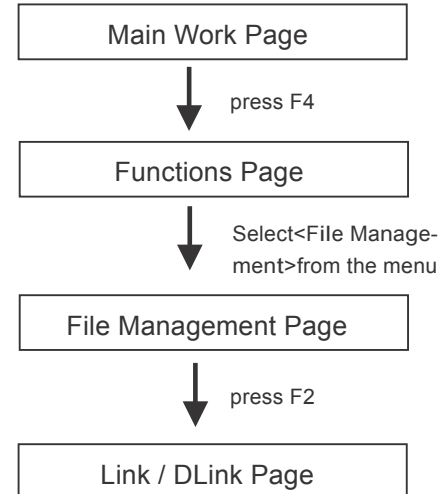 Main Work Page
press F4
Functions Page
Select<File Manage-
ment>from the menu
File Management Page
press F2
Link / DLink Page